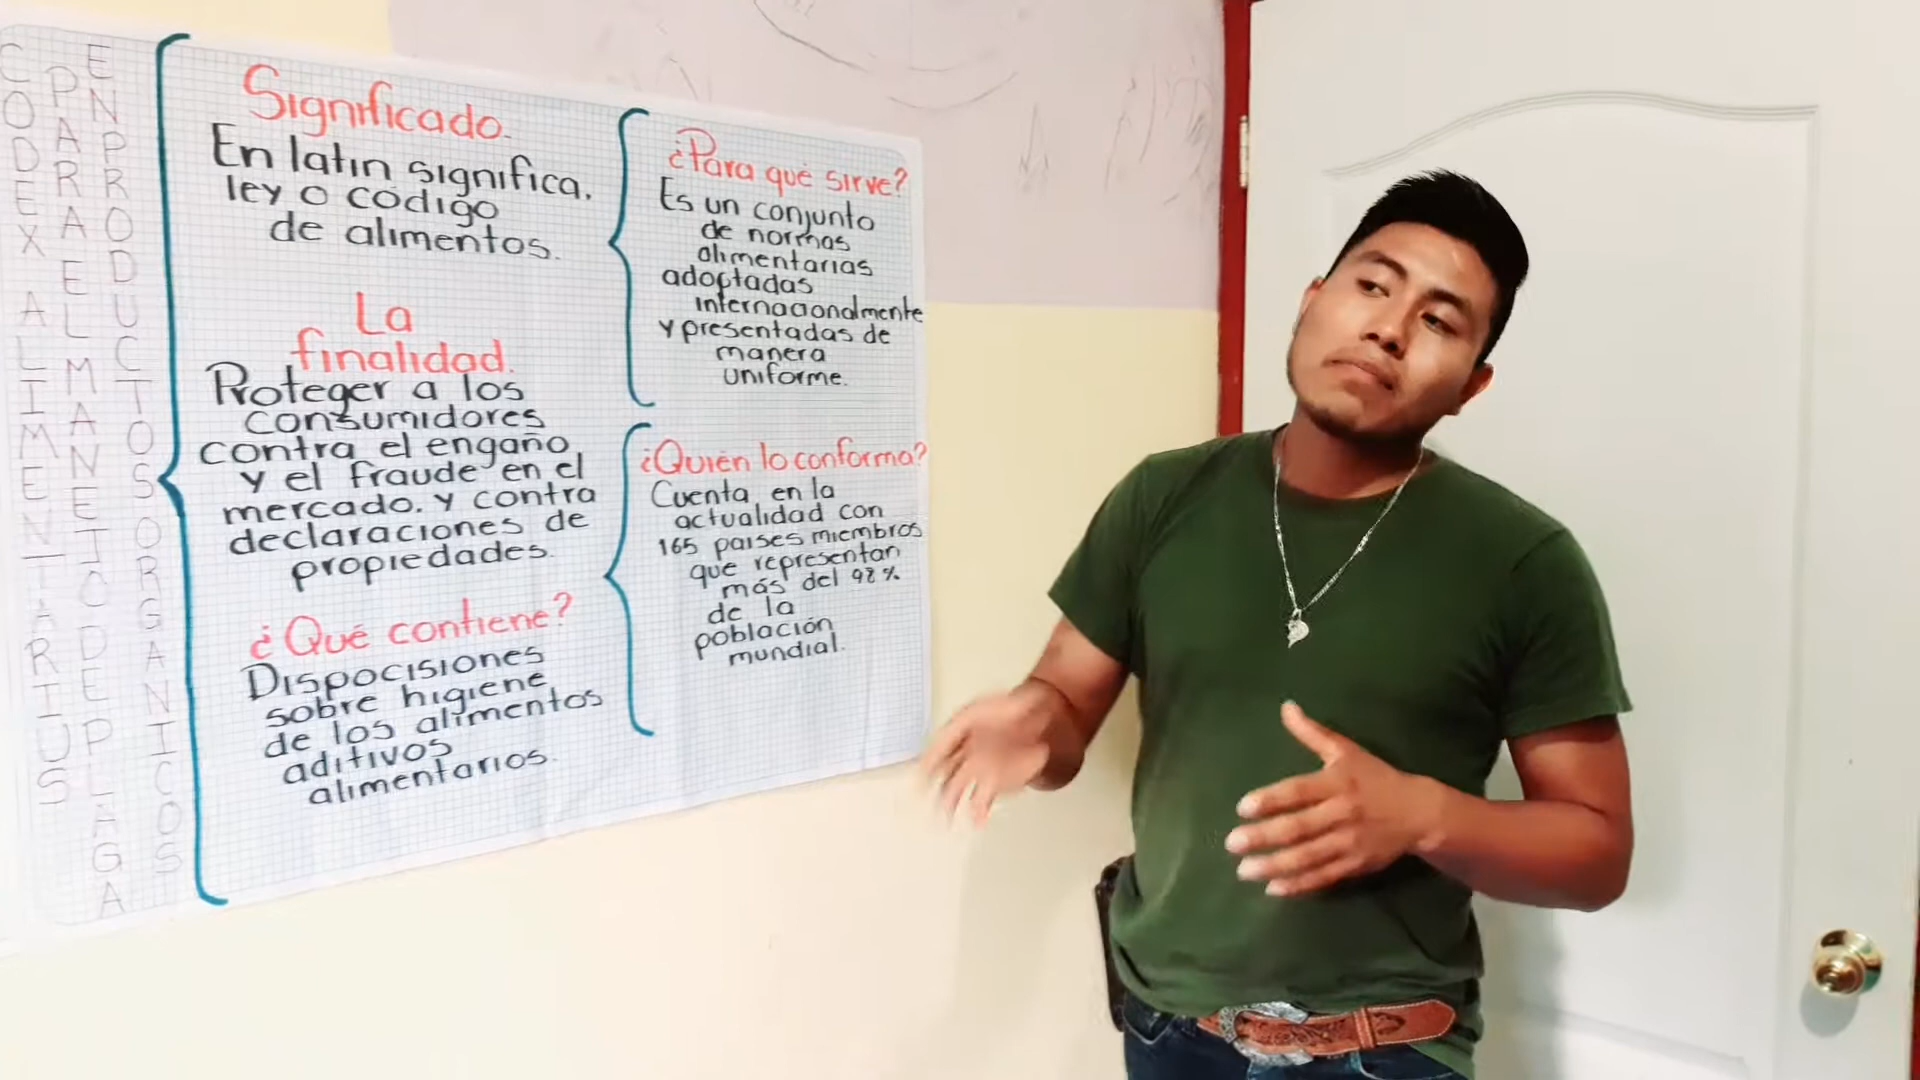 CODEX ALIMENTARIUS
PARA EL MANEJO DE PLAGA
EN PRODUCTOS ORGANICOS
Significado.
En latin significa,
ley o código
de alimentos.
La
finalidad.
Proteger a los
consumidores
contra el engaño
y el fraude en el
mercado. y contra
declaraciones de
propiedades.
¿Qué contiene?
Dispocisiones
sobre higiene
de los alimentos
aditivos
alimentarios.
¿Para qué sirve?
Es un conjunto
de normas
alimentarias
adoptadas
internacionalmente
y presentadas de
manera
uniforme.
¿Quién lo conforma?
Cuenta en la
actualidad con
165 paises miembros
que representan
más del 98%
de la
población
mundial.